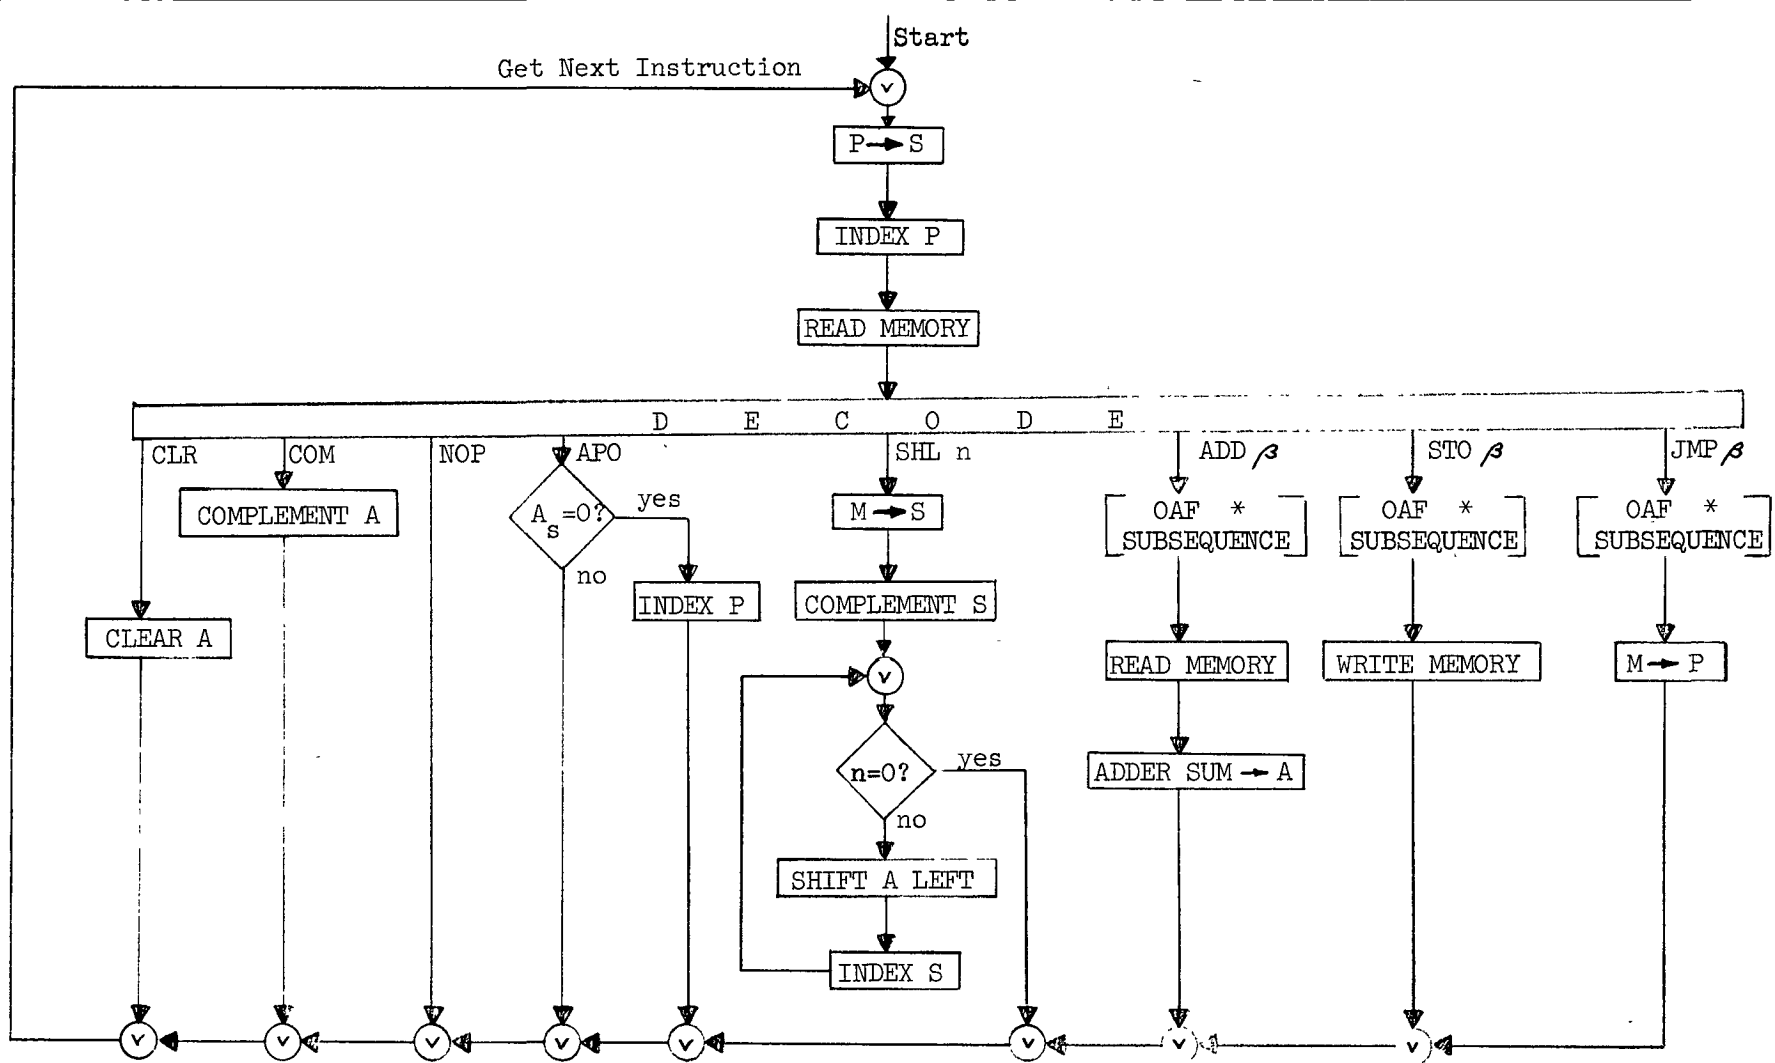 Start
Get Next Instruction
v
P → S
INDEX P
READ MEMORY
D E C O D E
CLR
COM
NOP
APO
SHL n
ADD β
STO β
JMP β
COMPLEMENT A
As=0?
yes
no
M → S
OAF *
SUBSEQUENCE
OAF *
SUBSEQUENCE
OAF *
SUBSEQUENCE
CLEAR A
INDEX P
COMPLEMENT S
READ MEMORY
WRITE MEMORY
M → P
v
n=0?
yes
no
ADDER SUM → A
SHIFT A LEFT
INDEX S
v
v
v
v
v
v
v
v